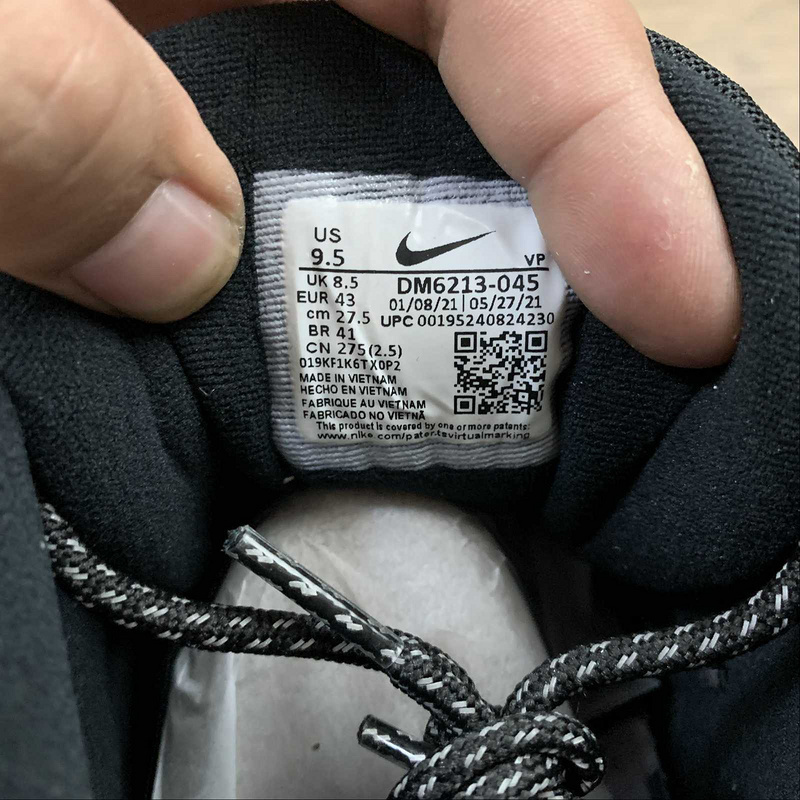 US
9.5
VP
UK 8.5
DM6213-045
EUR 43
01/08/21 | 05/27/21
cm 27.5
UPC 00195240824230
BR 41
CN 275(2.5)
019KF1K6TX0P2
MADE IN VIETNAM
HECHO EN VIETNAM
FABRIQUE AU VIETNAM
FABRICADO NO VIETNÃ
This product is covered by one or more patents:
www.nike.com/patentsvirtualmarking